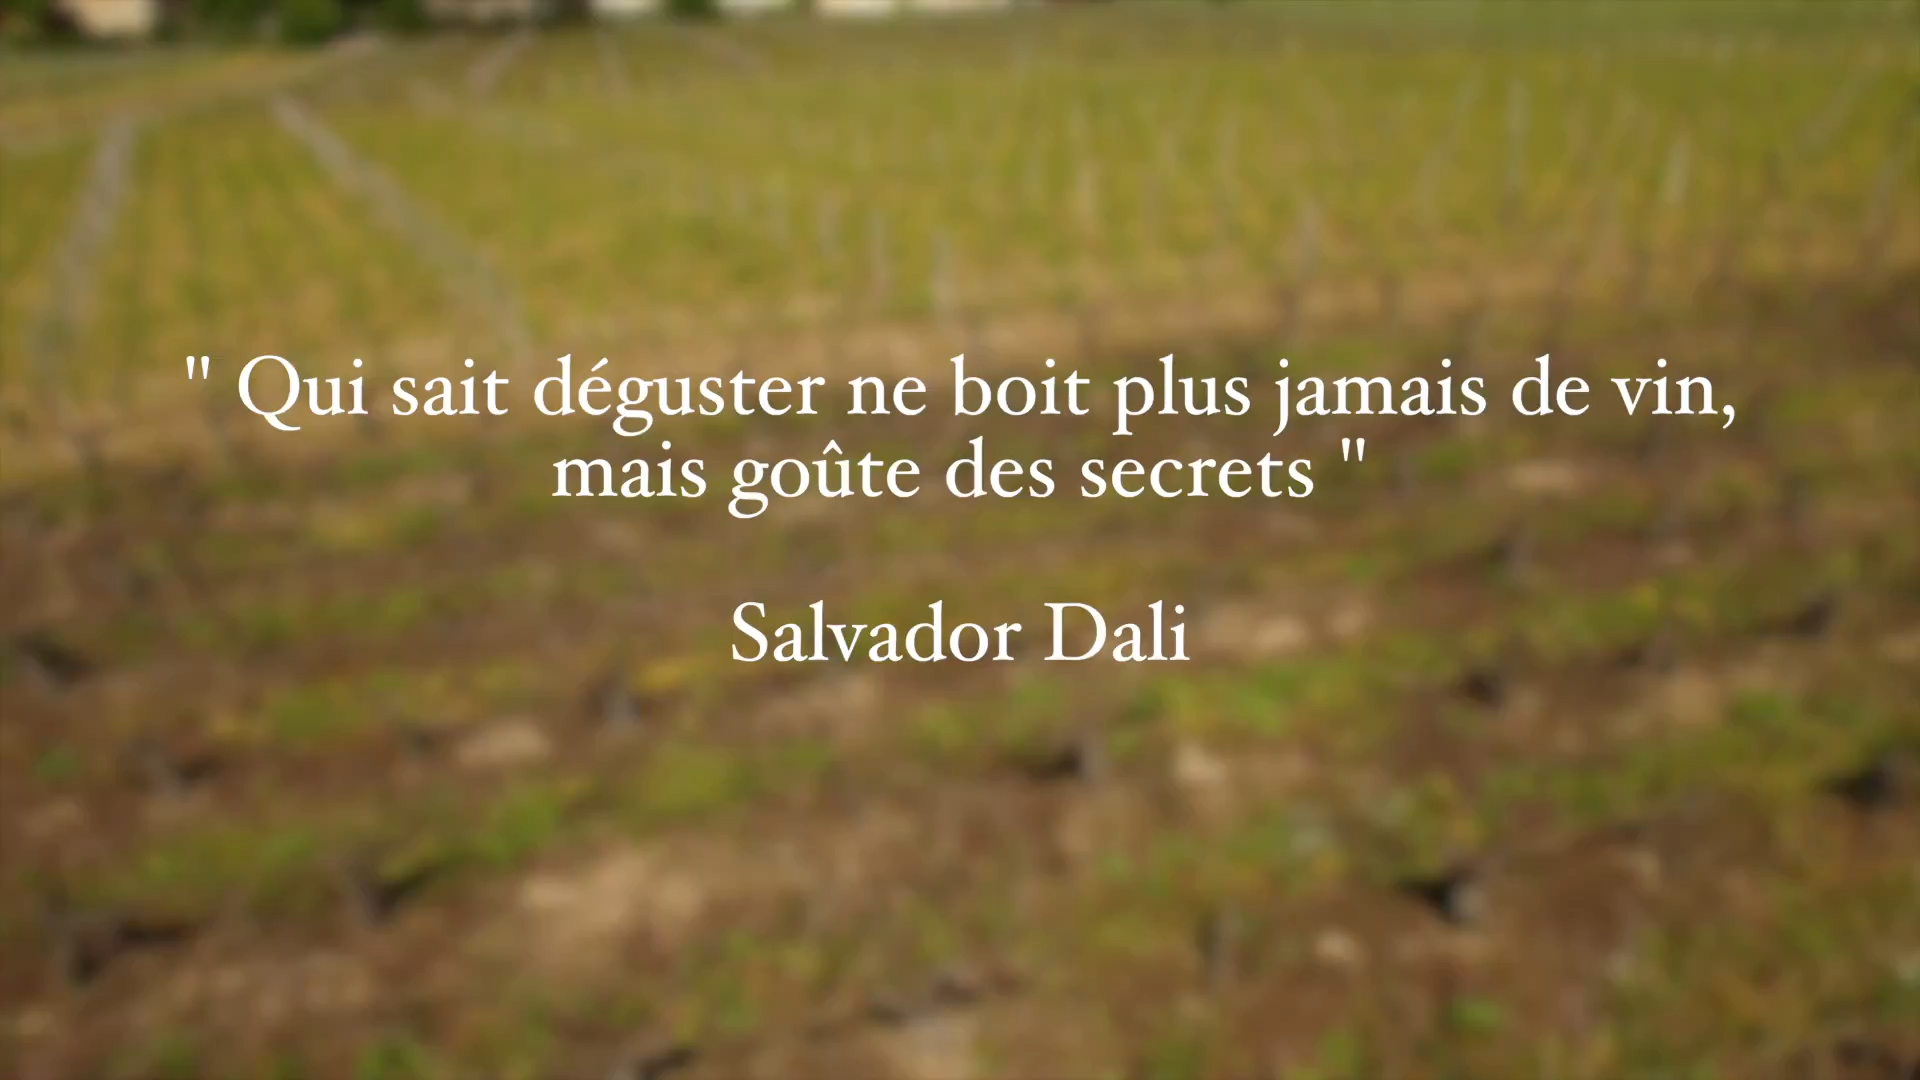 " Qui sait déguster ne boit plus jamais de vin,
mais goûte des secrets "
Salvador Dali